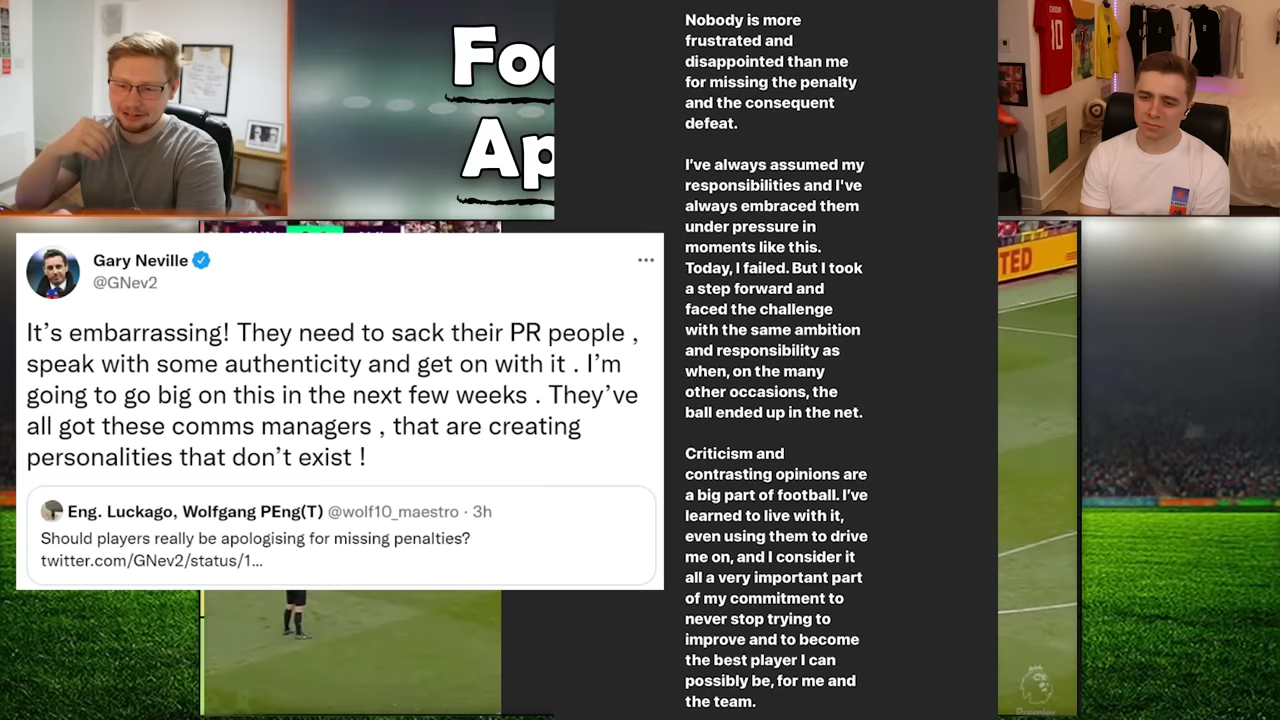 Foo
Ap
Gary Neville
@GNev2
It's embarrassing! They need to sack their PR people ,
speak with some authenticity and get on with it . I'm
going to go big on this in the next few weeks . They've
all got these comms managers , that are creating
personalities that don't exist !
Eng. Luckago, Wolfgang PEng(T) @wolf10_maestro · 3h
Should players really be apologising for missing penalties?
twitter.com/GNev2/status/1...
Nobody is more
frustrated and
disappointed than me
for missing the penalty
and the consequent
defeat.
I've always assumed my
responsibilities and I've
always embraced them
under pressure in
moments like this.
Today, I failed. But I took
a step forward and
faced the challenge
with the same ambition
and responsibility as
when, on the many
other occasions, the
ball ended up in the net.
Criticism and
contrasting opinions are
a big part of football. I've
learned to live with it,
even using them to drive
me on, and I consider it
all a very important part
of my commitment to
never stop trying to
improve and to become
the best player I can
possibly be, for me and
the team.
10
TED
Premier